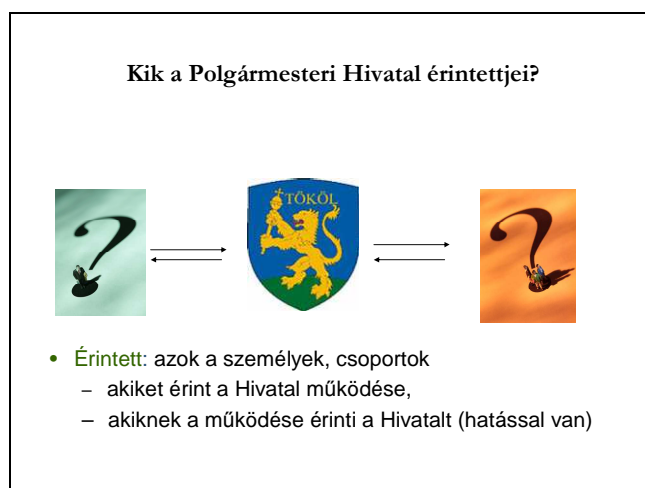 Kik a Polgármesteri Hivatal érintettjei?
TÖKÖL
• Érintett: azok a személyek, csoportok
– akiket érint a Hivatal működése,
– akiknek a működése érinti a Hivatalt (hatással van)